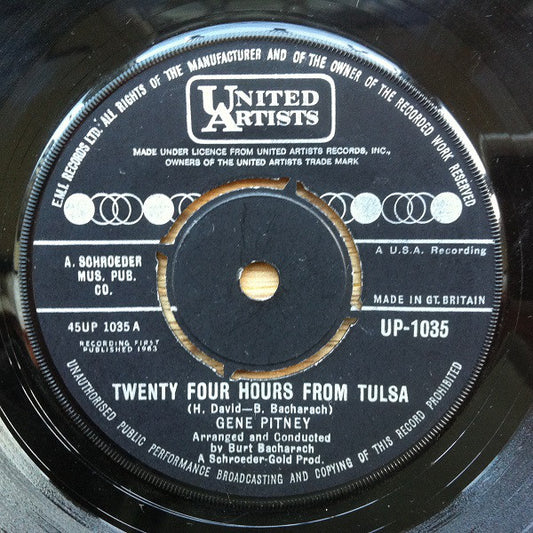 E.M.I. RECORDS LTD. ALL RIGHTS OF THE MANUFACTURER AND OF THE OWNER OF THE RECORDED WORK RESERVED
UNITED
ARTISTS
MADE UNDER LICENCE FROM UNITED ARTISTS RECORDS, INC.,
OWNERS OF THE UNITED ARTISTS TRADE MARK
A. SCHROEDER
MUS. PUB.
CO.
A U.S.A. Recording
MADE IN GT. BRITAIN
45UP 1035 A
UP-1035
RECORDING FIRST
PUBLISHED 1963
TWENTY FOUR HOURS FROM TULSA
(H. David—B. Bacharach)
GENE PITNEY
Arranged and Conducted
by Burt Bacharach
A Schroeder-Gold Prod.
UNAUTHORISED PUBLIC PERFORMANCE BROADCASTING AND COPYING OF THIS RECORD PROHIBITED